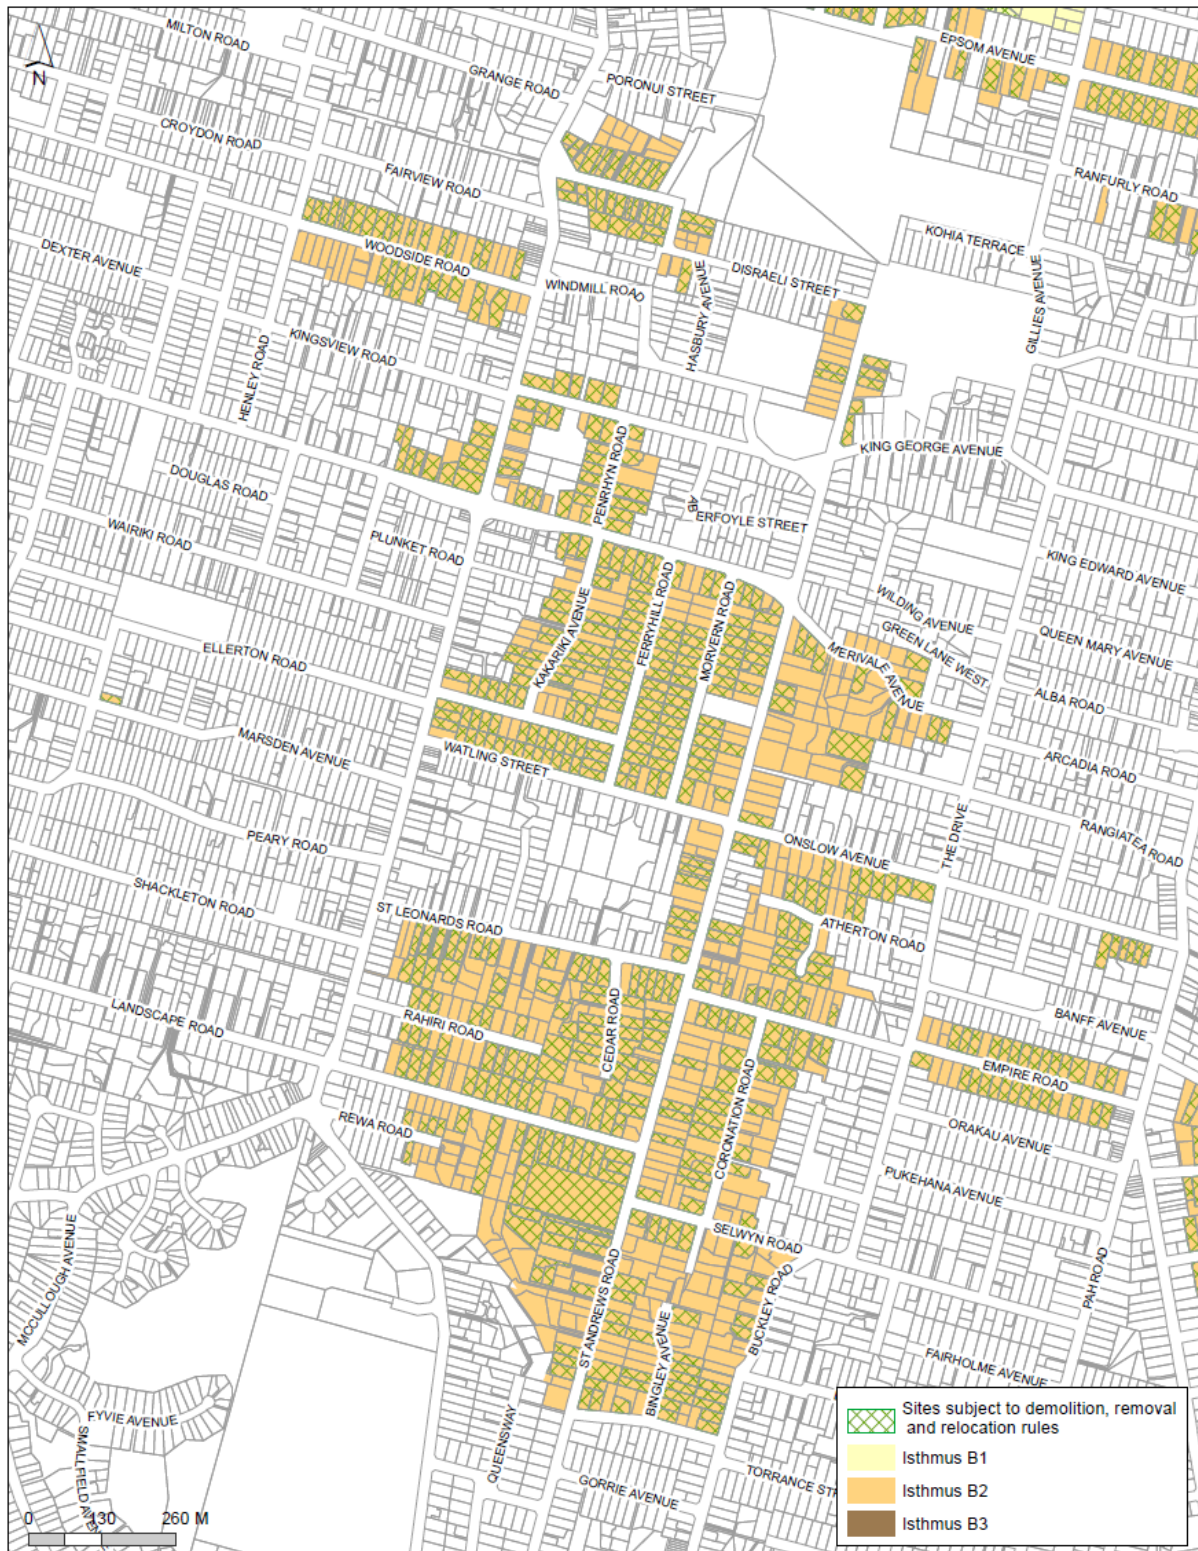 MILTON ROAD
EPSOM AVENUE
GRANGE ROAD
PORONUI STREET
N
CROYDON ROAD
FAIRVIEW ROAD
RANFURLY ROAD
KOHIA TERRACE
DEXTER AVENUE
WOODSIDE ROAD
WINDMILL ROAD
DISRAELI STREET
HASBURY AVENUE
GILLIES AVENUE
KINGSVIEW ROAD
HENLEY ROAD
KING GEORGE AVENUE
PENRHYN ROAD
DOUGLAS ROAD
AB
ERFOYLE STREET
WAIRIKI ROAD
PLUNKET ROAD
KING EDWARD AVENUE
WILDING AVENUE
GREEN LANE WEST
QUEEN MARY AVENUE
KAKARIKI AVENUE
FERRYHILL ROAD
MORVERN ROAD
ELLERTON ROAD
MERIVALE AVENUE
ALBA ROAD
MARSDEN AVENUE
WATLING STREET
ARCADIA ROAD
RANGIATEA ROAD
PEARY ROAD
ONSLOW AVENUE
THE DRIVE
SHACKLETON ROAD
ST LEONARDS ROAD
ATHERTON ROAD
LANDSCAPE ROAD
RAHIRI ROAD
CEDAR ROAD
BANFF AVENUE
EMPIRE ROAD
REWA ROAD
CORONATION ROAD
ORAKAU AVENUE
PUKEHANA AVENUE
MCCULLOUGH AVENUE
SELWYN ROAD
ST ANDREWS ROAD
BUCKLEY ROAD
PAH ROAD
BINGLEY AVENUE
FAIRHOLME AVENUE
FYVIE AVENUE
SMALLFIELD AVEN
QUEENSWAY
GORRIE AVENUE
TORRANCE STR
Sites subject to demolition, removal
and relocation rules
Isthmus B1
Isthmus B2
Isthmus B3
0 130 260 M